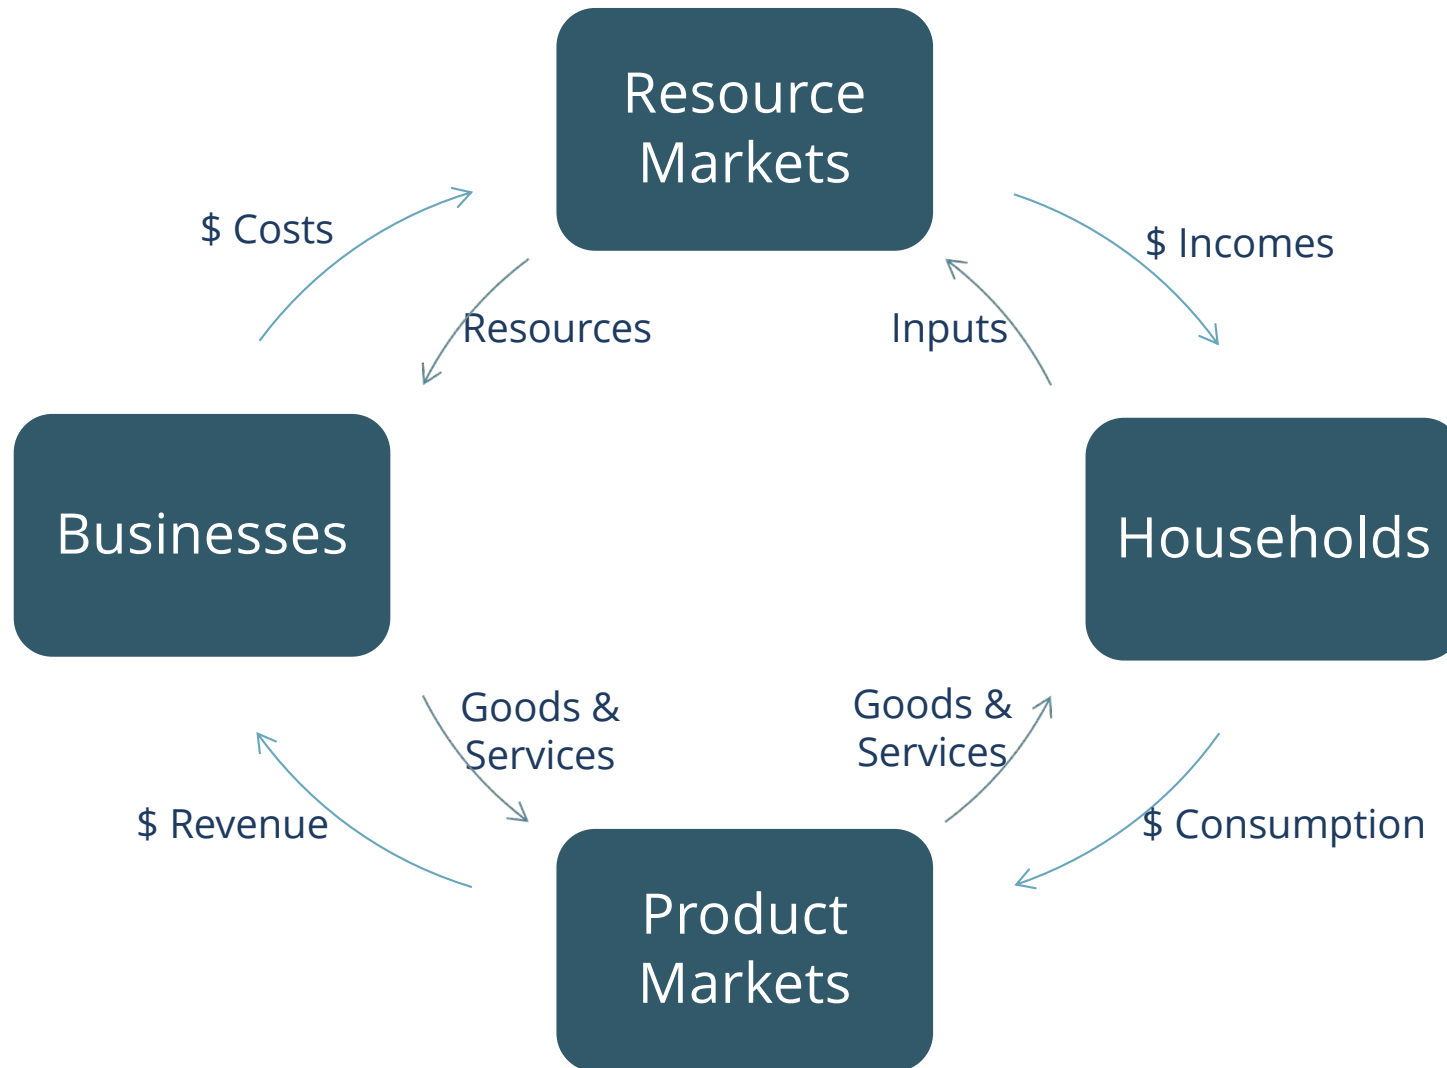 Resource
Markets
$ Costs
$ Incomes
Resources
Inputs
Businesses
Households
Goods &
Services
Goods &
Services
$ Revenue
$ Consumption
Product
Markets